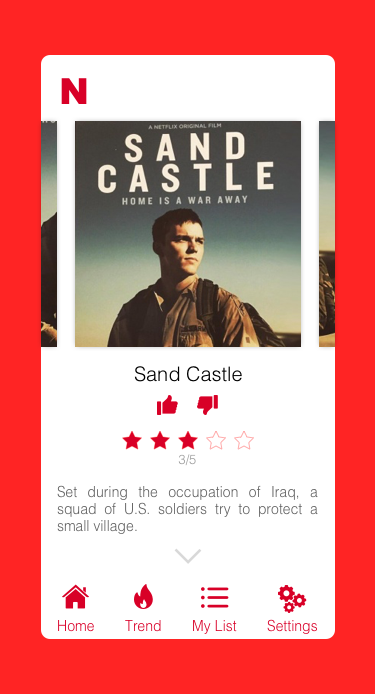 N
A NETFLIX ORIGINAL FILM
SAND
CASTLE
HOME IS A WAR AWAY
Sand Castle
3/5
Set during the occupation of Iraq, a
squad of U.S. soldiers try to protect a
small village.
Home Trend My List Settings